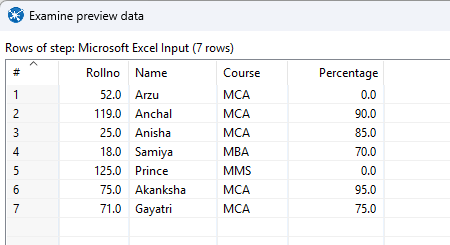 Examine preview data
Rows of step: Microsoft Excel Input (7 rows)
# Rollno Name Course Percentage
1 52.0 Arzu MCA 0.0
2 119.0 Anchal MCA 90.0
3 25.0 Anisha MCA 85.0
4 18.0 Samiya MBA 70.0
5 125.0 Prince MMS 0.0
6 75.0 Akanksha MCA 95.0
7 71.0 Gayatri MCA 75.0